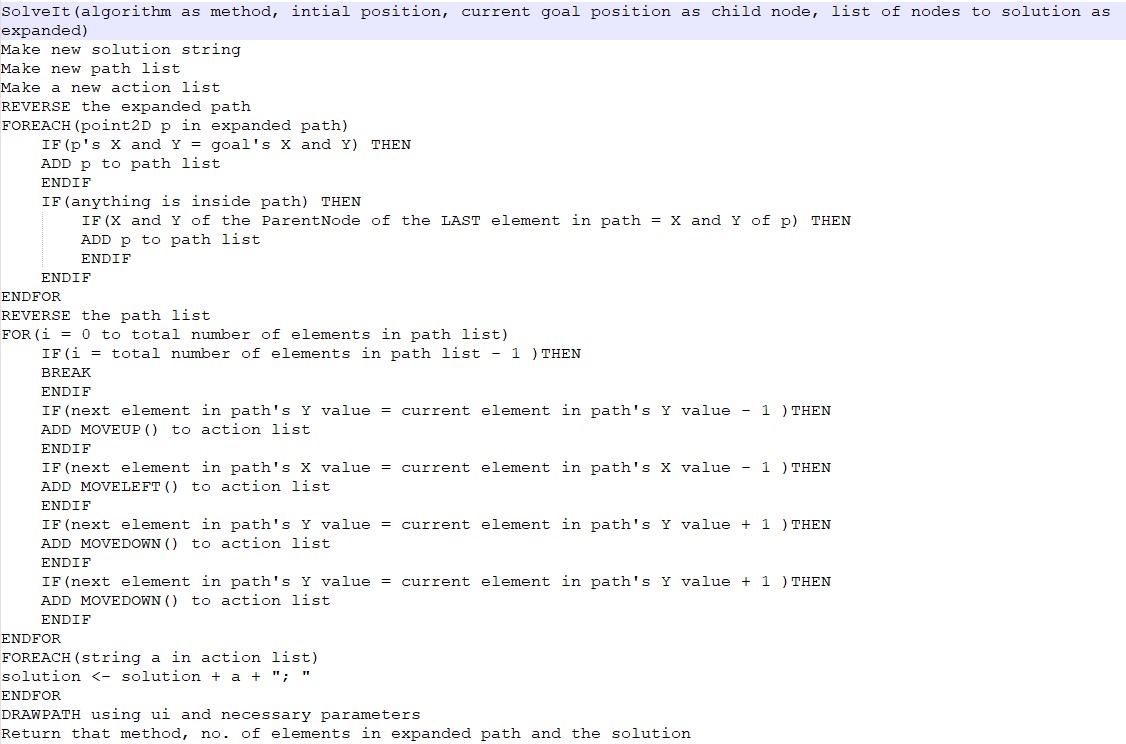 SolveIt(algorithm as method, intial position, current goal position as child node, list of nodes to solution as
expanded)
Make new solution string
Make new path list
Make a new action list
REVERSE the expanded path
FOREACH(point2D p in expanded path)
    IF(p's X and Y = goal's X and Y) THEN
    ADD p to path list
    ENDIF
    IF(anything is inside path) THEN
        IF(X and Y of the ParentNode of the LAST element in path = X and Y of p) THEN
        ADD p to path list
        ENDIF
    ENDIF
ENDFOR
REVERSE the path list
FOR(i = 0 to total number of elements in path list)
    IF(i = total number of elements in path list - 1 )THEN
    BREAK
    ENDIF
    IF(next element in path's Y value = current element in path's Y value - 1 )THEN
    ADD MOVEUP() to action list
    ENDIF
    IF(next element in path's X value = current element in path's X value - 1 )THEN
    ADD MOVELEFT() to action list
    ENDIF
    IF(next element in path's Y value = current element in path's Y value + 1 )THEN
    ADD MOVEDOWN() to action list
    ENDIF
    IF(next element in path's Y value = current element in path's Y value + 1 )THEN
    ADD MOVEDOWN() to action list
    ENDIF
ENDFOR
FOREACH(string a in action list)
solution <- solution + a + "; "
ENDFOR
DRAWPATH using ui and necessary parameters
Return that method, no. of elements in expanded path and the solution